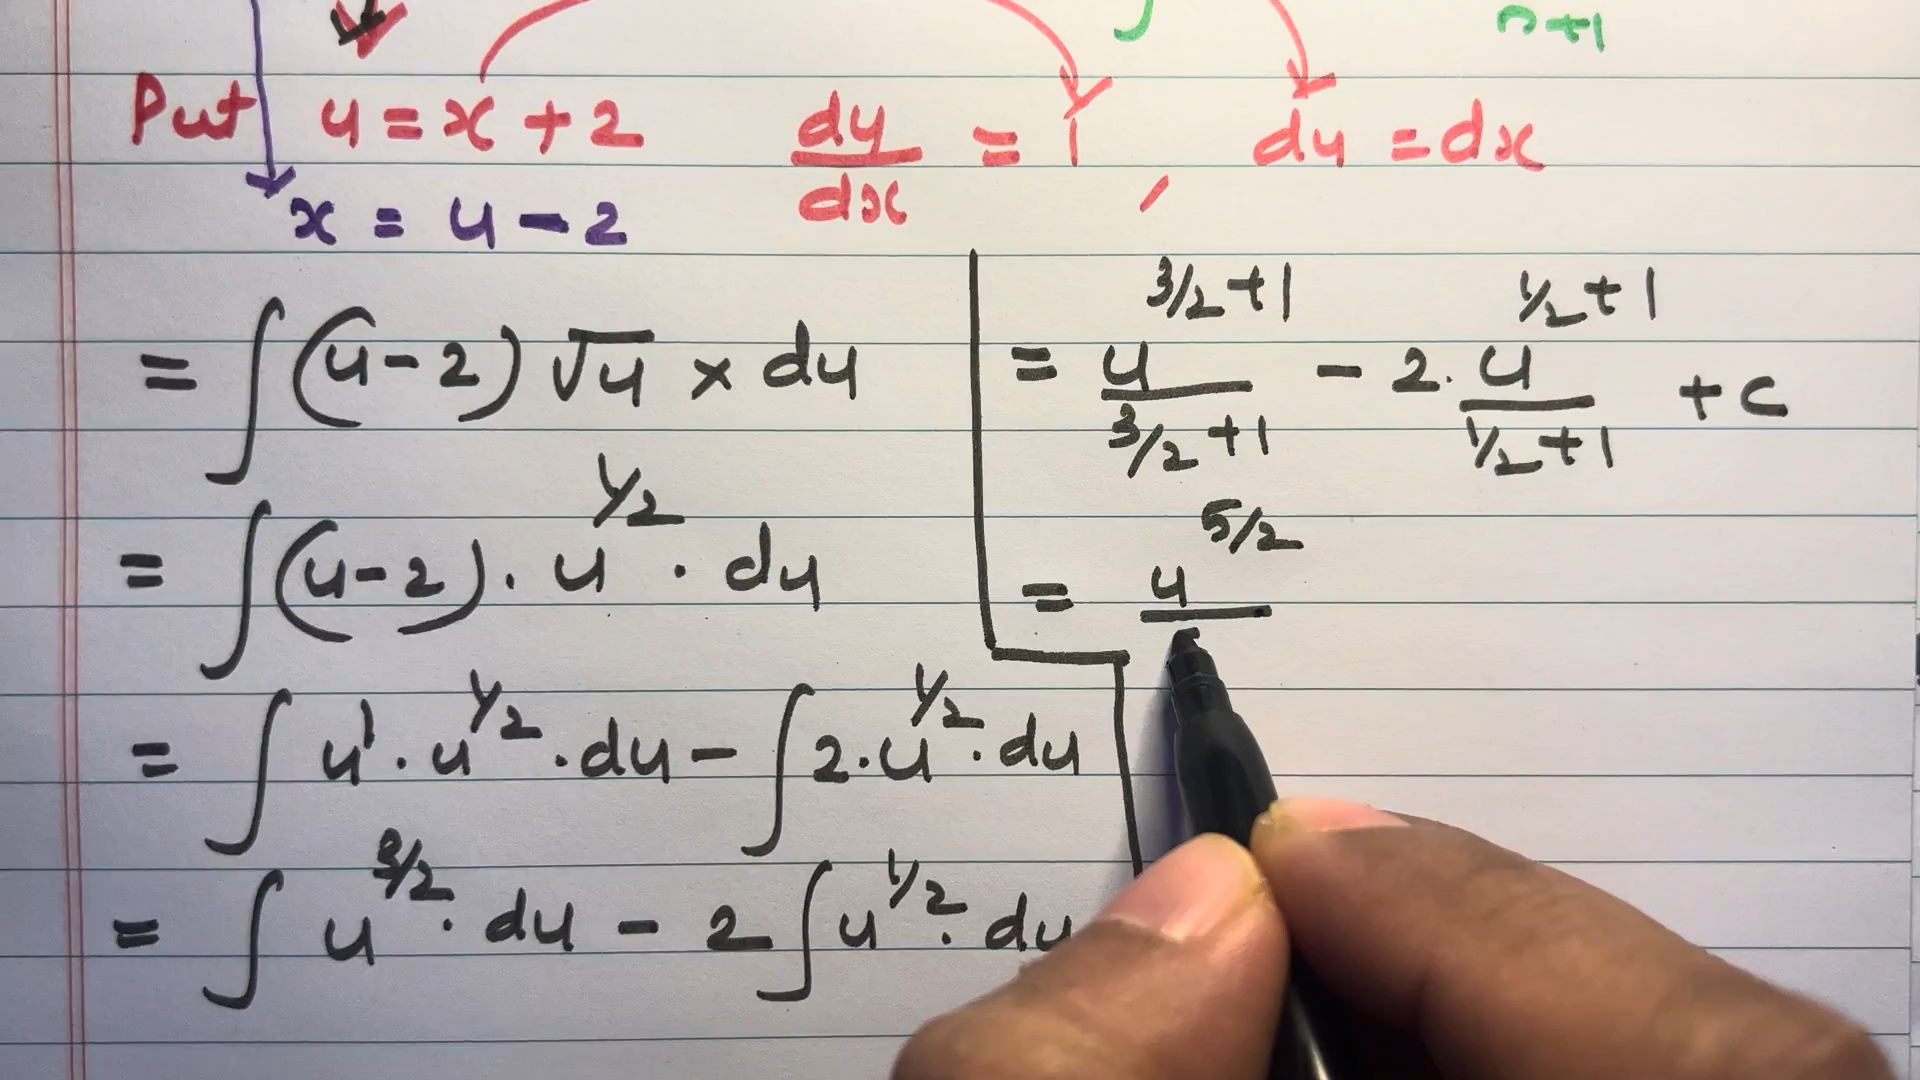 n+1
Put u = x + 2 du/dx = 1, du = dx
x = u - 2
= ∫(u-2) √u × du
= ∫(u-2). u^1/2 . du
= ∫ u^1 . u^1/2 . du - ∫ 2. u^1/2 . du
= ∫ u^3/2 . du - 2 ∫ u^1/2 . du
= u^3/2+1 / 3/2+1 - 2. u^1/2+1 / 1/2+1 + c
= u^5/2